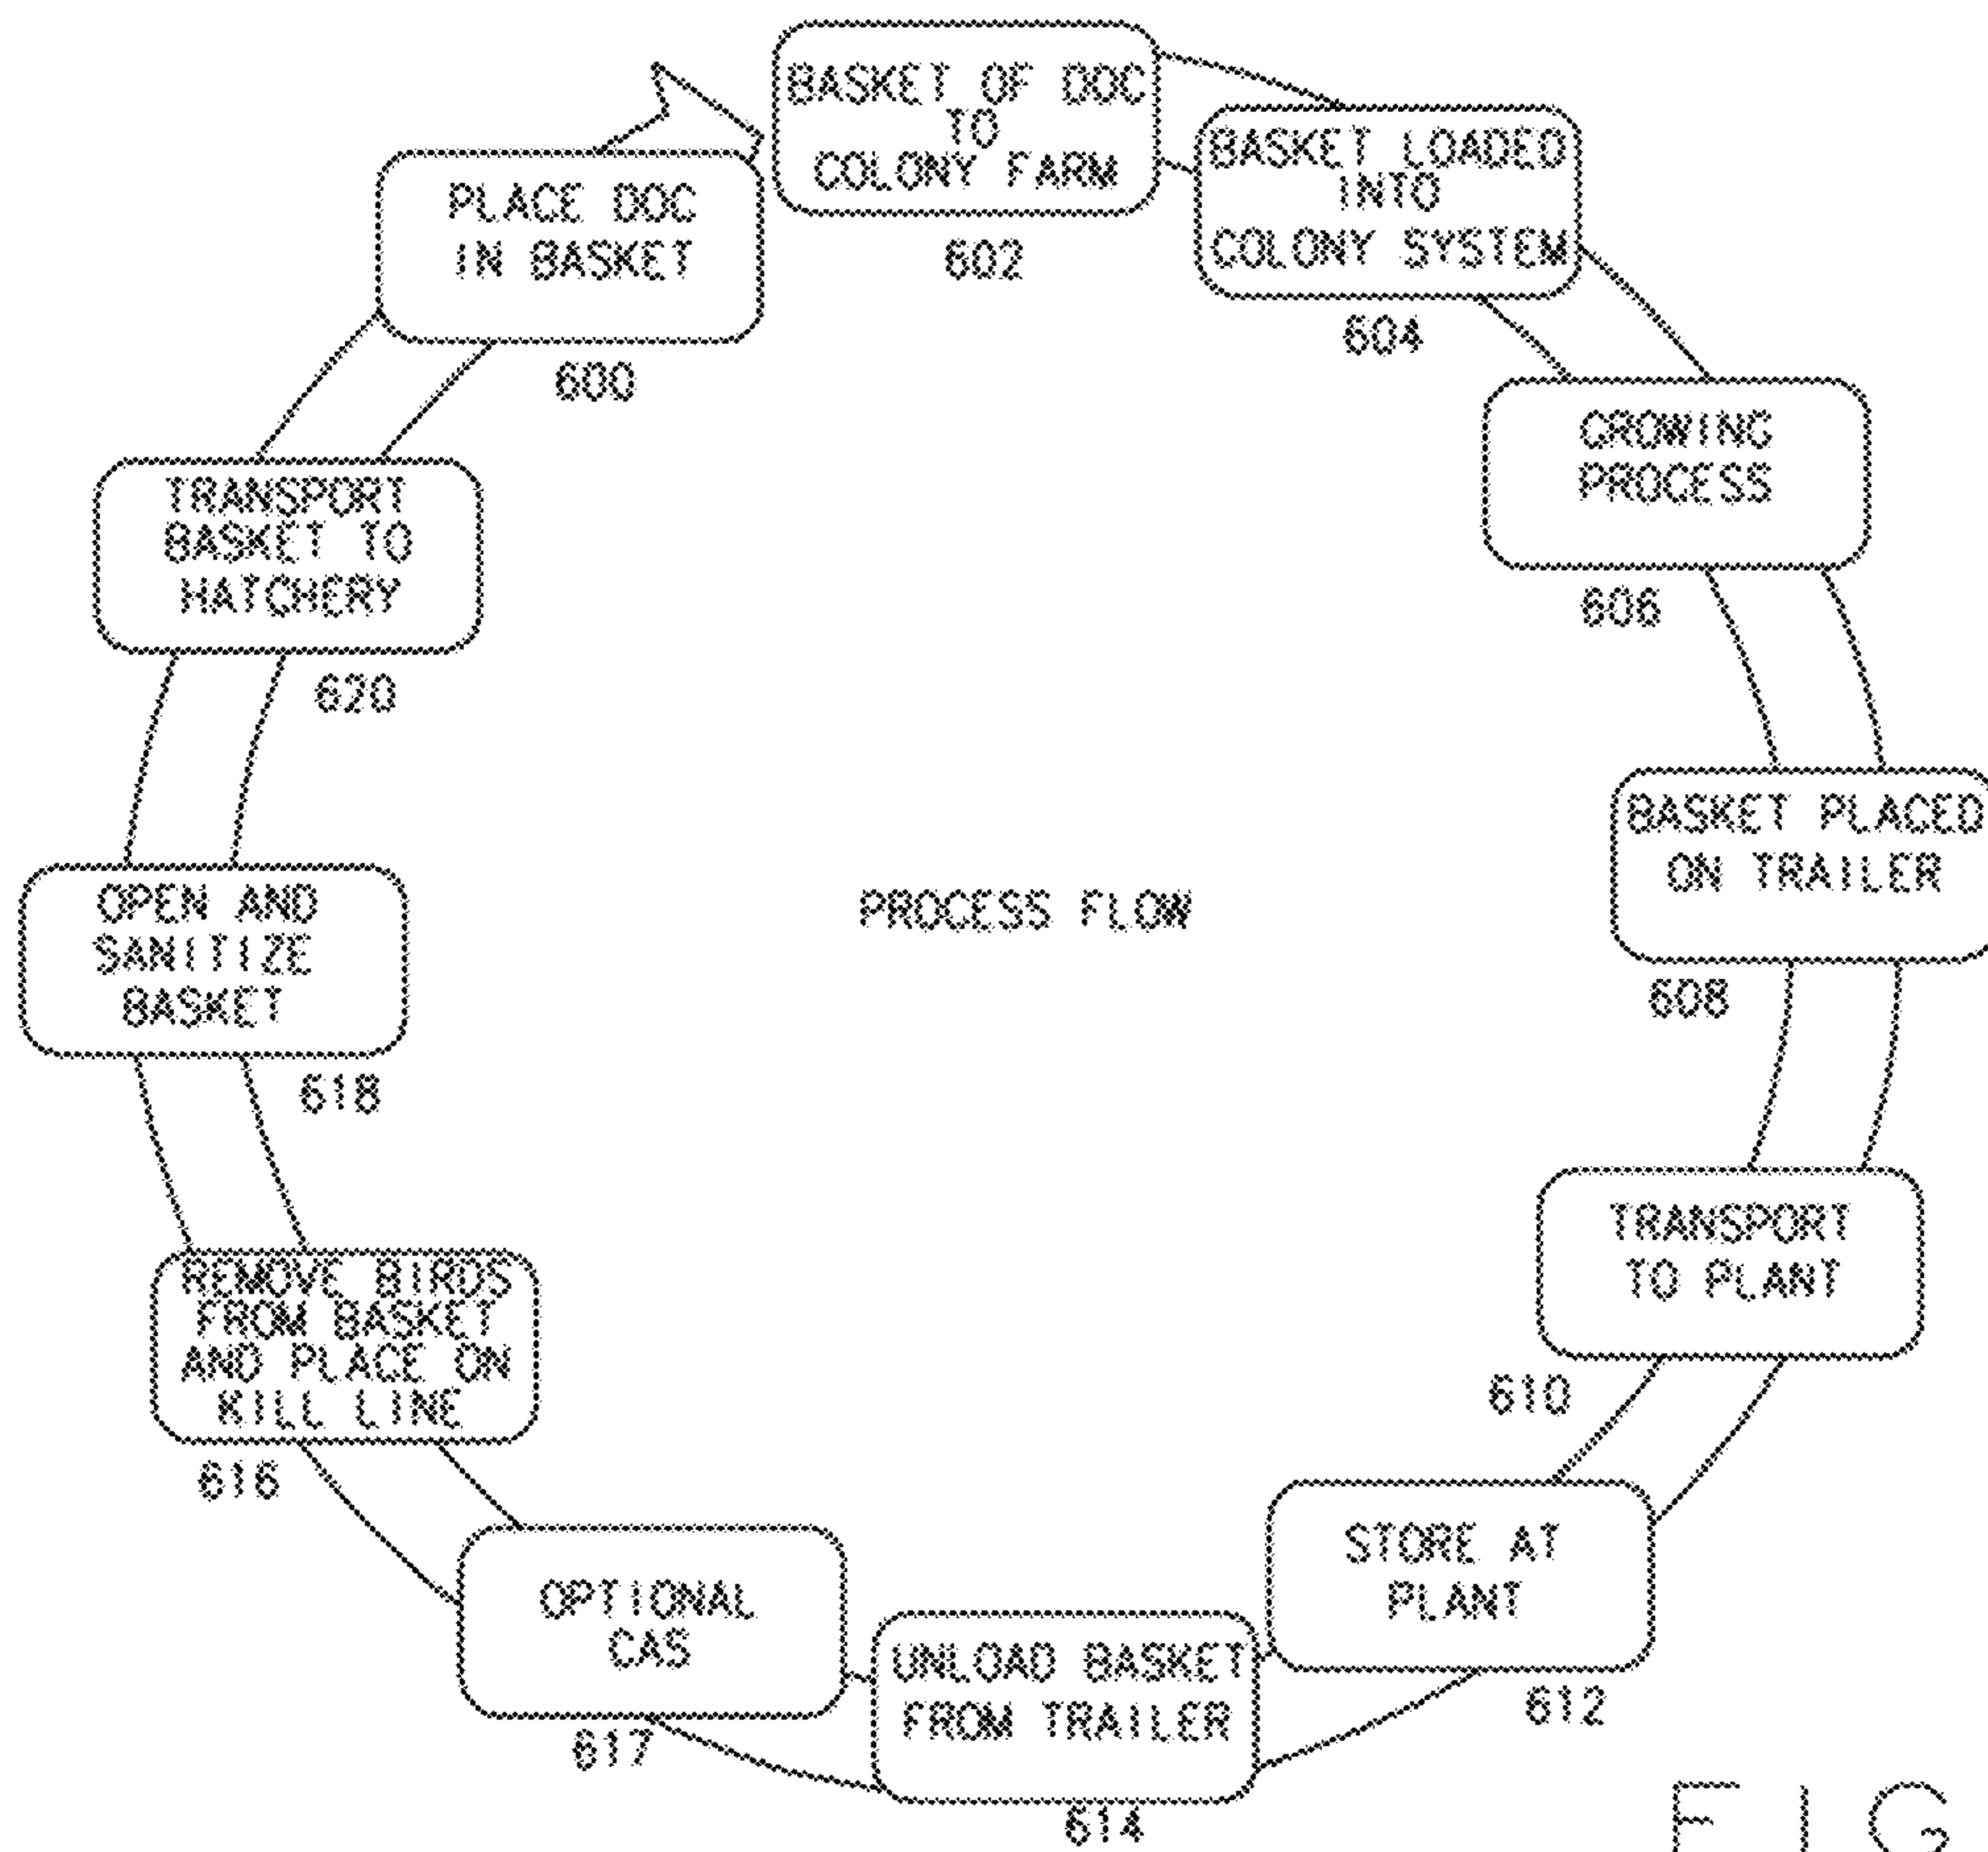 BASKET OF DOC
TO
COLONY FARM
602
BASKET LOADED
INTO
COLONY SYSTEM
604
GROWING
PROCESS
606
BASKET PLACED
ON TRAILER
608
TRANSPORT
TO PLANT
610
STORE AT
PLANT
612
UNLOAD BASKET
FROM TRAILER
614
OPTIONAL
CAS
617
REMOVE BIRDS
FROM BASKET
AND PLACE ON
KILL LINE
616
OPEN AND
SANITIZE
BASKET
618
TRANSPORT
BASKET TO
HATCHERY
620
PLACE DOC
IN BASKET
600
PROCESS FLOW
FIG